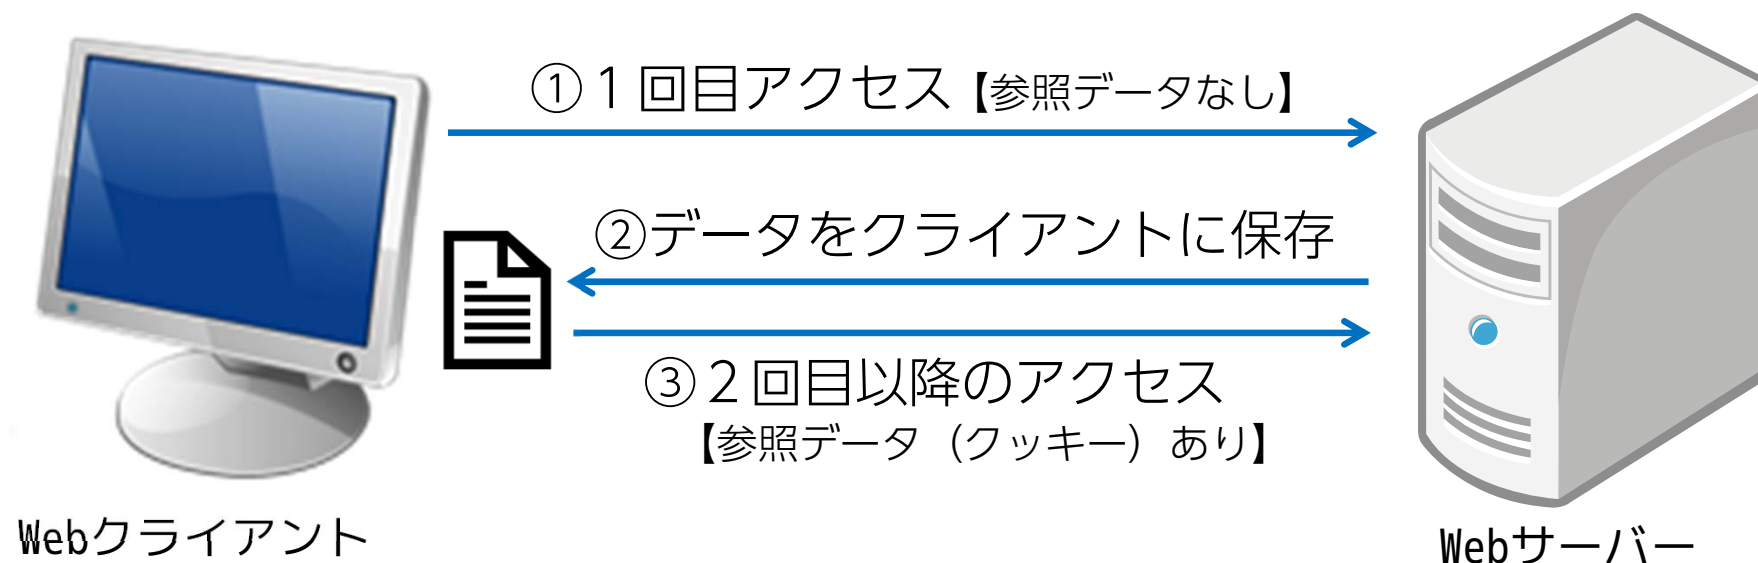 ①１回目アクセス【参照データなし】
②データをクライアントに保存
③２回目以降のアクセス
【参照データ（クッキー）あり】
Webクライアント
Webサーバー